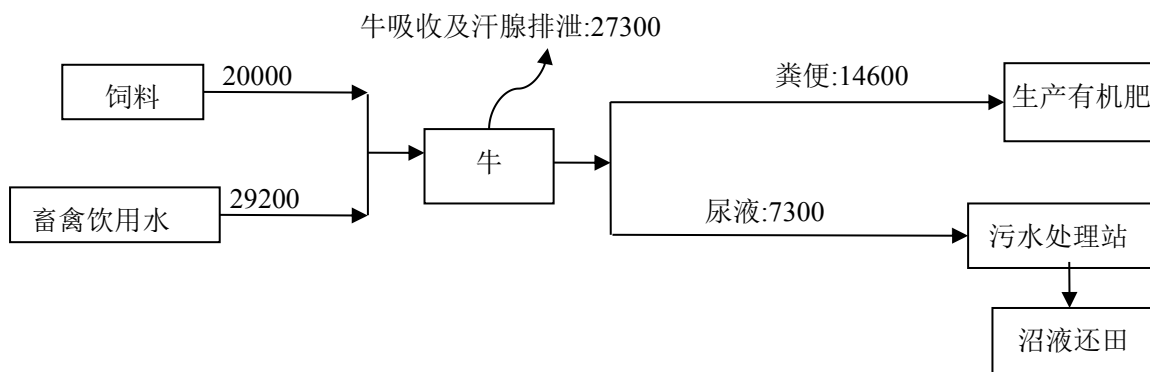 牛吸收及汗腺排泄:27300
20000
粪便:14600
饲料
生产有机肥
牛
29200
尿液:7300
畜禽饮用水
污水处理站
沼液还田